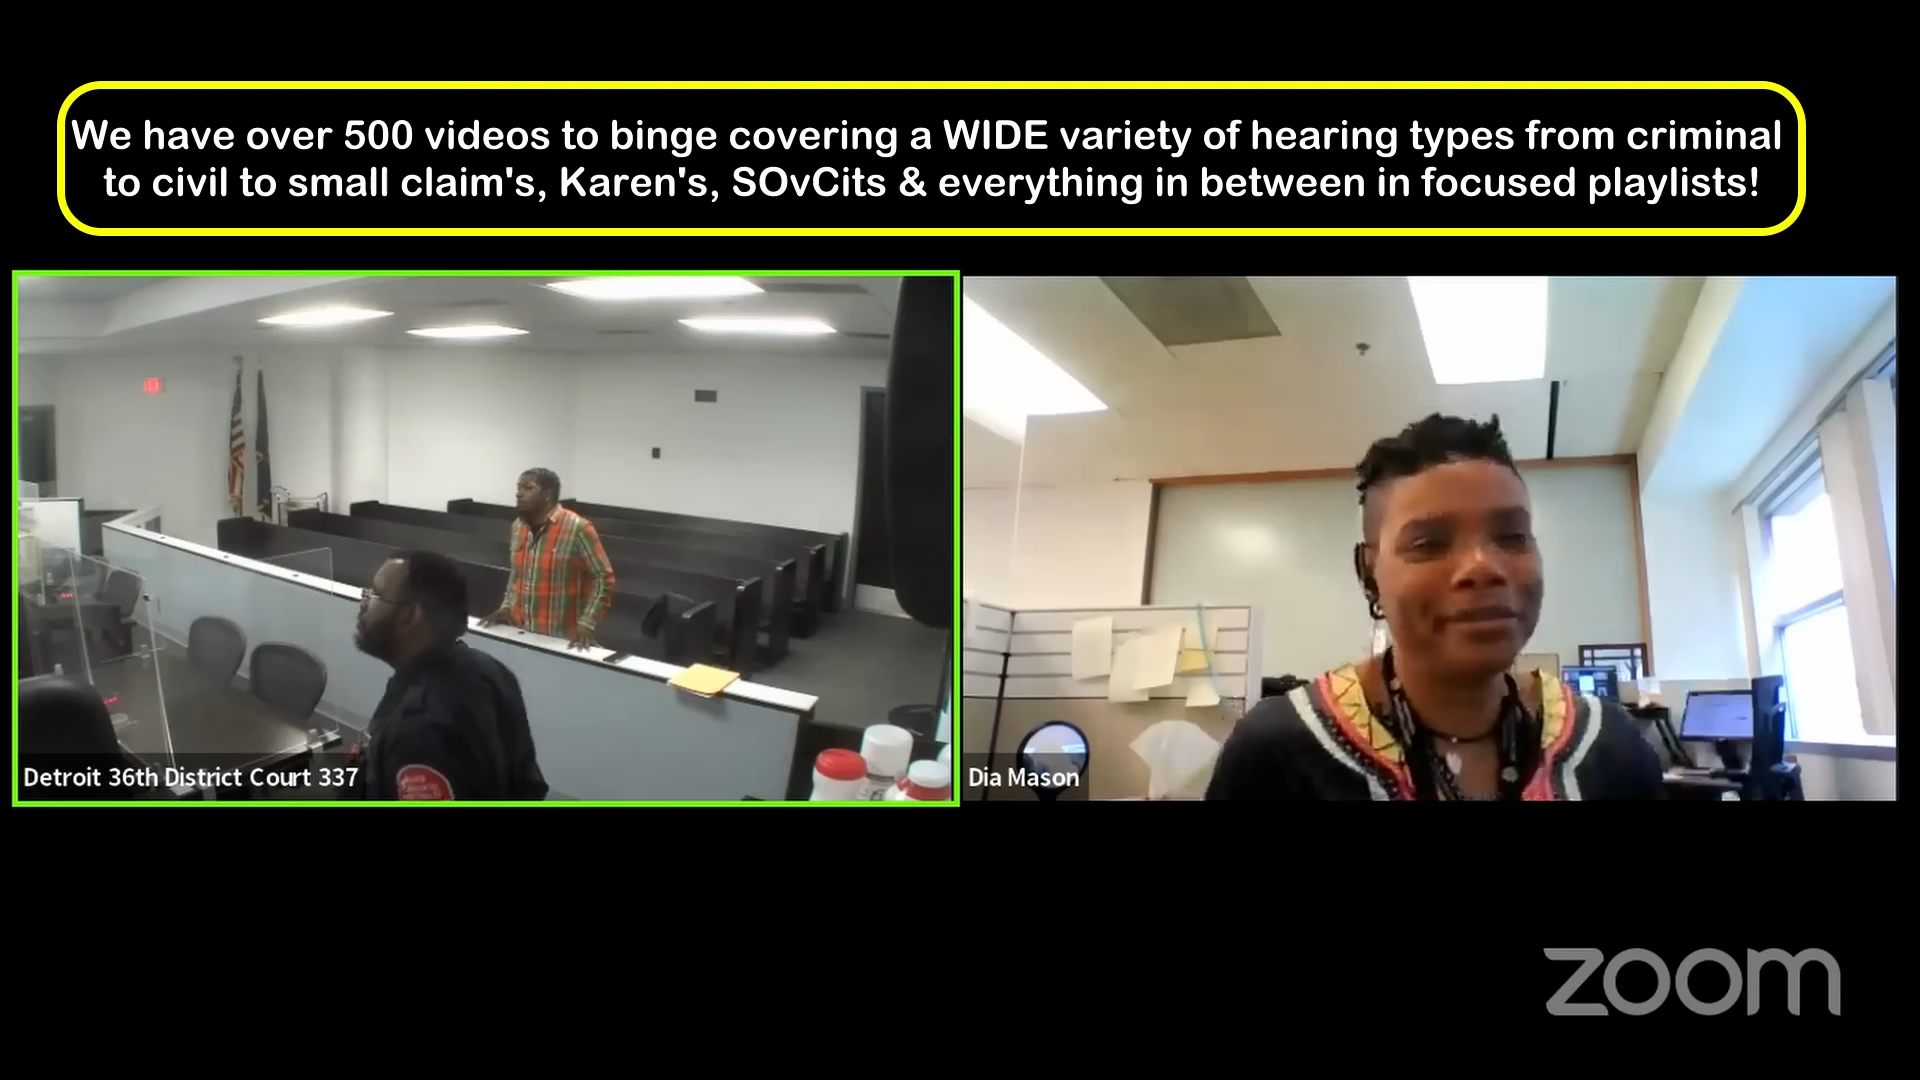 We have over 500 videos to binge covering a WIDE variety of hearing types from criminal
to civil to small claim's, Karen's, SOvCits & everything in between in focused playlists!
Detroit 36th District Court 337
Dia Mason
zoom